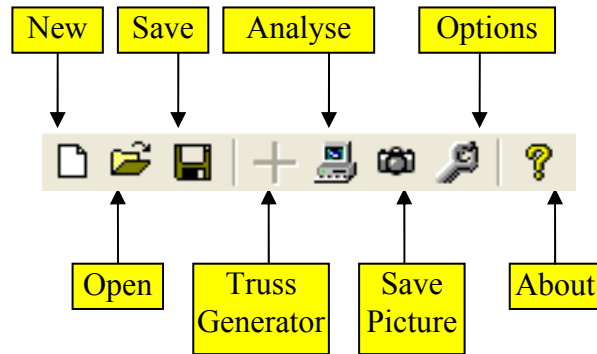 New
Save
Analyse
Options
Open
Truss
Generator
Save
Picture
About